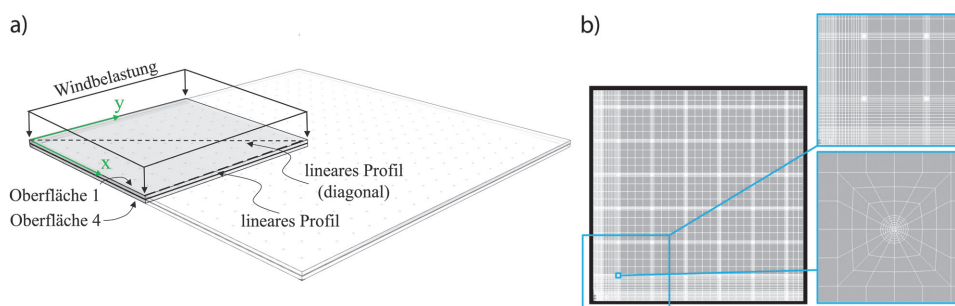 a)
Windbelastung
y
x
lineares Profil
(diagonal)
Oberfläche 1
lineares Profil
Oberfläche 4
b)